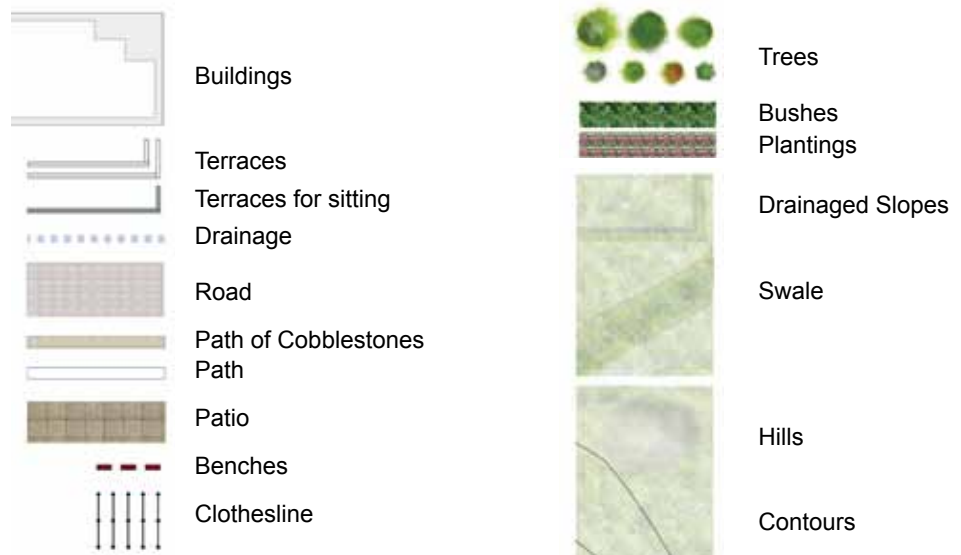 Buildings
Terraces
Terraces for sitting
Drainage
Road
Path of Cobblestones
Path
Patio
Benches
Clothesline
Trees
Bushes
Plantings
Drainaged Slopes
Swale
Hills
Contours